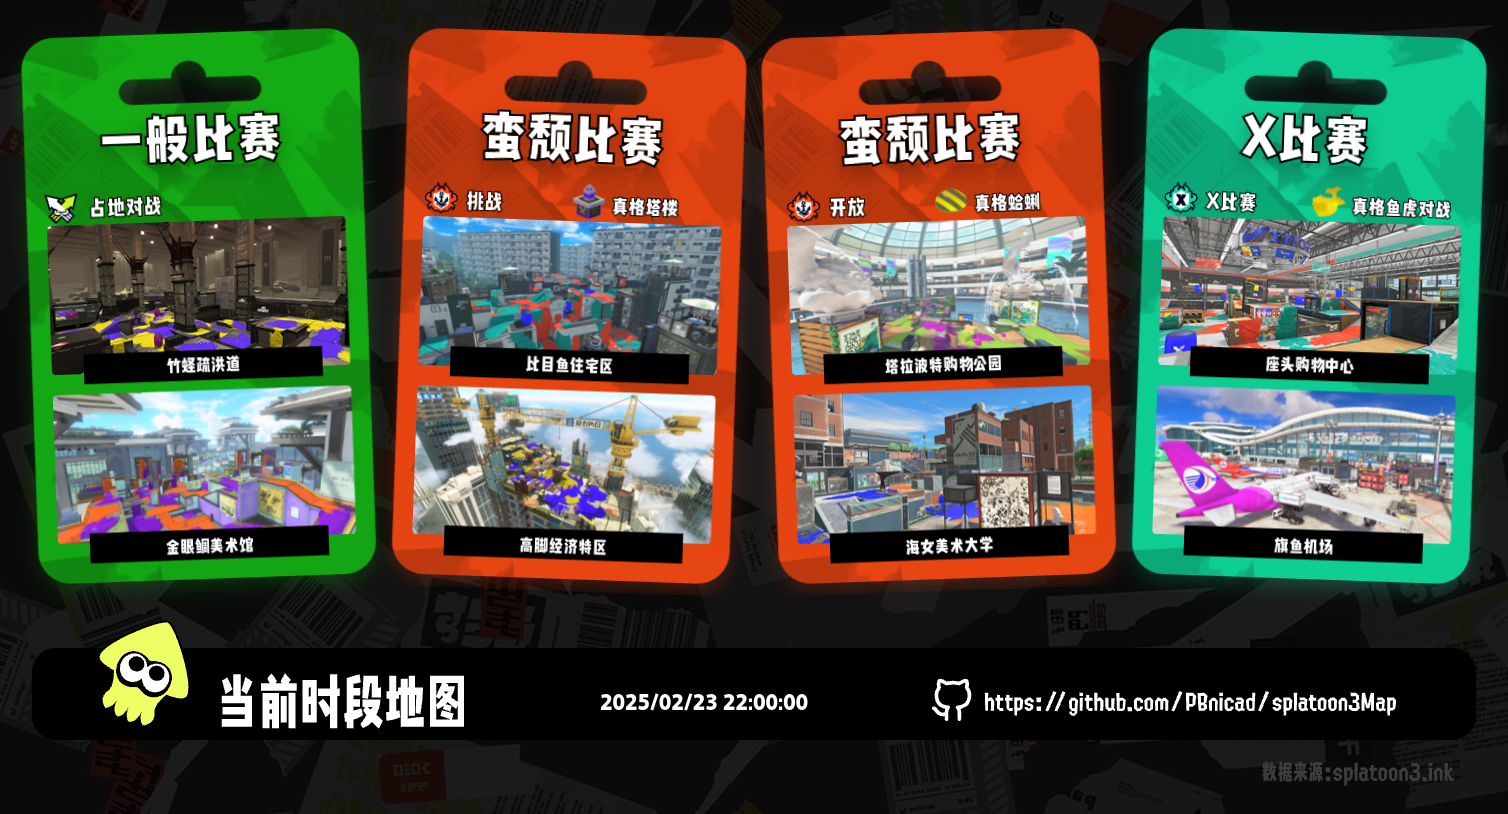 一般比赛
占地对战
竹蛏疏洪道
金眼鲷美术馆
蛮颓比赛
挑战
真格塔楼
比目鱼住宅区
高脚经济特区
蛮颓比赛
开放
真格蛤蜊
塔拉波特购物公园
海女美术大学
X比赛
X比赛
真格鱼虎对战
座头购物中心
旗鱼机场
当前时段地图
2025/02/23 22:00:00
https://github.com/PBnicad/splatoon3Map
数据来源:splatoon3.ink